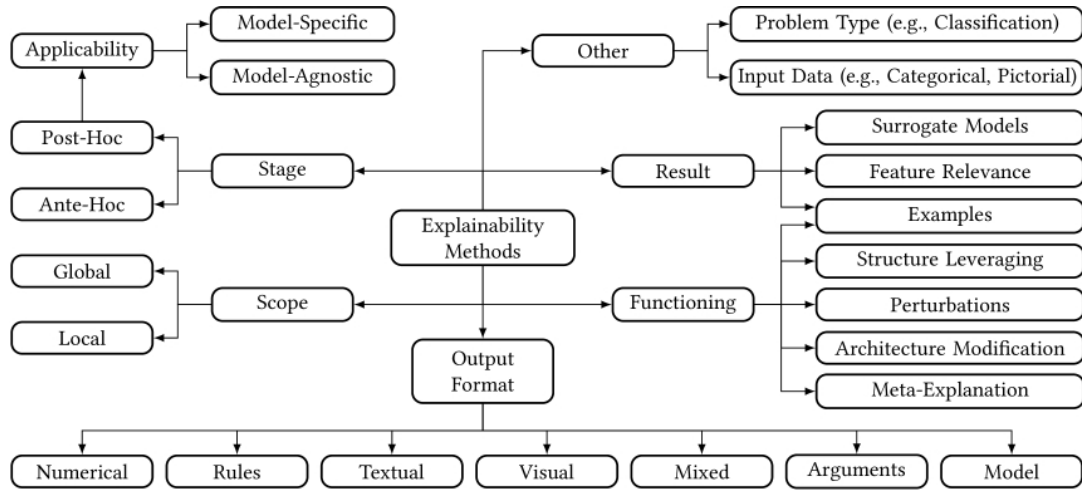 Applicability
Model-Specific
Model-Agnostic
Other
Problem Type (e.g., Classification)
Input Data (e.g., Categorical, Pictorial)
Post-Hoc
Ante-Hoc
Stage
Result
Surrogate Models
Feature Relevance
Examples
Explainability
Methods
Global
Local
Scope
Functioning
Structure Leveraging
Perturbations
Architecture Modification
Meta-Explanation
Output
Format
Numerical
Rules
Textual
Visual
Mixed
Arguments
Model